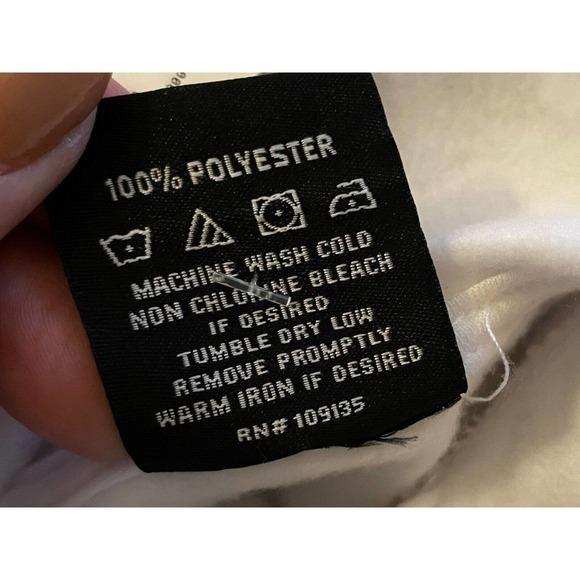 100% POLYESTER
MACHINE WASH COLD
NON CHLORINE BLEACH
IF DESIRED
TUMBLE DRY LOW
REMOVE PROMPTLY
WARM IRON IF DESIRED
RN# 109135